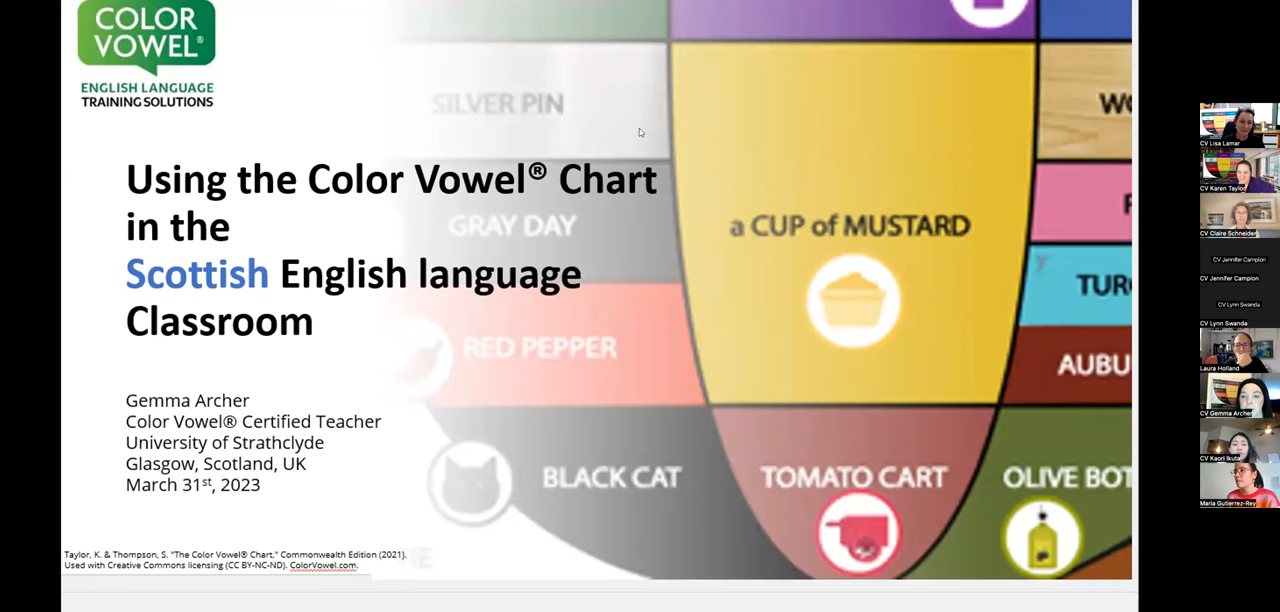 COLOR
VOWEL®
ENGLISH LANGUAGE
TRAINING SOLUTIONS
SILVER PIN
Using the Color Vowel® Chart
in the
Scottish English language
Classroom
GRAY DAY
a CUP of MUSTARD
RED PEPPER
BLACK CAT
TOMATO CART
Gemma Archer
Color Vowel® Certified Teacher
University of Strathclyde
Glasgow, Scotland, UK
March 31st, 2023
Taylor, K. & Thompson, S. "The Color Vowel® Chart," Commonwealth Edition (2021).
Used with Creative Commons licensing (CC BY-NC-ND). ColorVowel.com.
WO
TUR
AUBU
OLIVE BOT
CV Lisa Lamar
CV Karen Taylor
CV Claire Schneider
CV Jennifer Campion
CV Jennifer Campion
CV Lynn Swanda
CV Lynn Swanda
Laura Holland
CV Gemma Archer
CV Kaori Ikuta
Maria Gutierrez-Rey